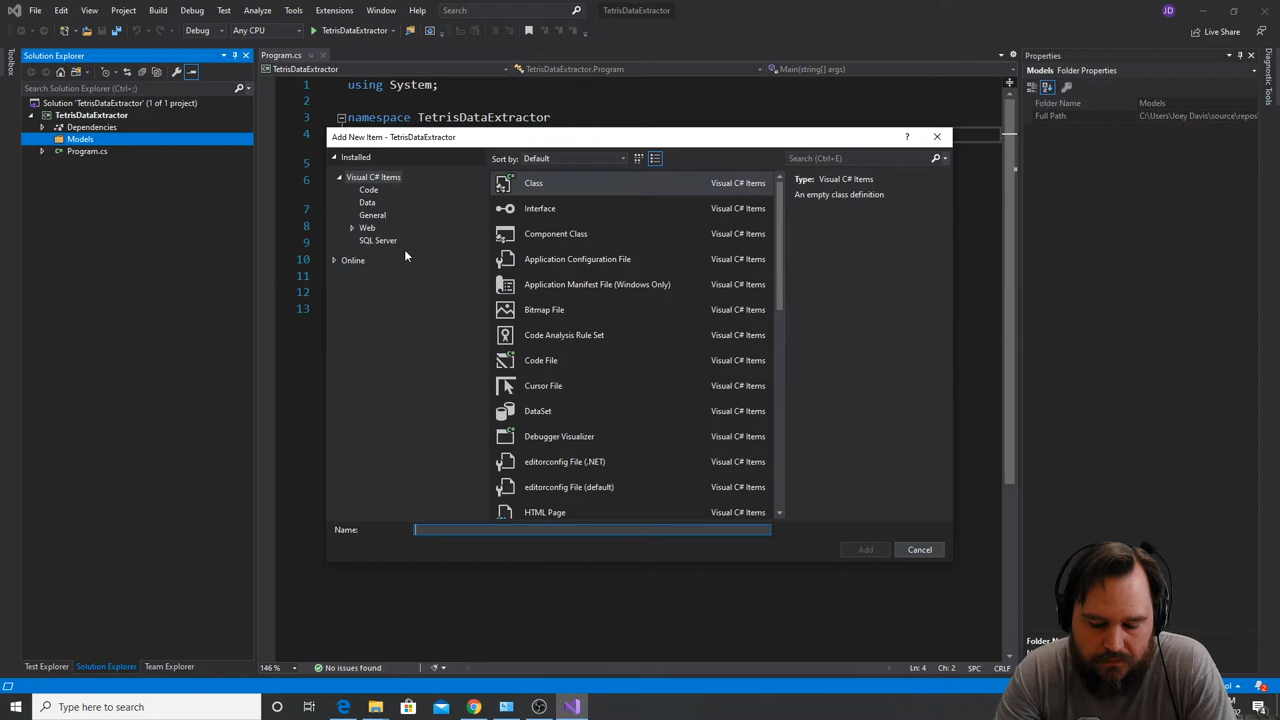 File Edit View Project Build Debug Test Analyze Tools Extensions Window Help Search (Ctrl+Q) TetrisDataExtractor JD
Debug Any CPU TetrisDataExtractor Live Share
Toolbox
Solution Explorer
Search Solution Explorer (Ctrl+;)
Solution 'TetrisDataExtractor' (1 of 1 project)
TetrisDataExtractor
Dependencies
Models
Program.cs
Program.cs
TetrisDataExtractor TetrisDataExtractor.Program Main(string[] args)
1 using System;
2
3 namespace TetrisDataExtractor
4
5
6
7
8
9
10
11
12
13
Add New Item - TetrisDataExtractor
Installed
Visual C# Items
Code
Data
General
Web
SQL Server
Online
Sort by: Default
Search (Ctrl+E)
Class Visual C# Items
Interface Visual C# Items
Component Class Visual C# Items
Application Configuration File Visual C# Items
Application Manifest File (Windows Only) Visual C# Items
Bitmap File Visual C# Items
Code Analysis Rule Set Visual C# Items
Code File Visual C# Items
Cursor File Visual C# Items
DataSet Visual C# Items
Debugger Visualizer Visual C# Items
editorconfig File (.NET) Visual C# Items
editorconfig File (default) Visual C# Items
HTML Page Visual C# Items
Type: Visual C# Items
An empty class definition
Name:
Add Cancel
Properties
Models Folder Properties
Folder Name Models
Full Path C:\Users\Joey Davis\source\repos
Diagnostic Tools
Folder
146 % No issues found Ln: 4 Ch: 2 SPC CRLF
Test Explorer Solution Explorer Team Explorer
2
Type here to search